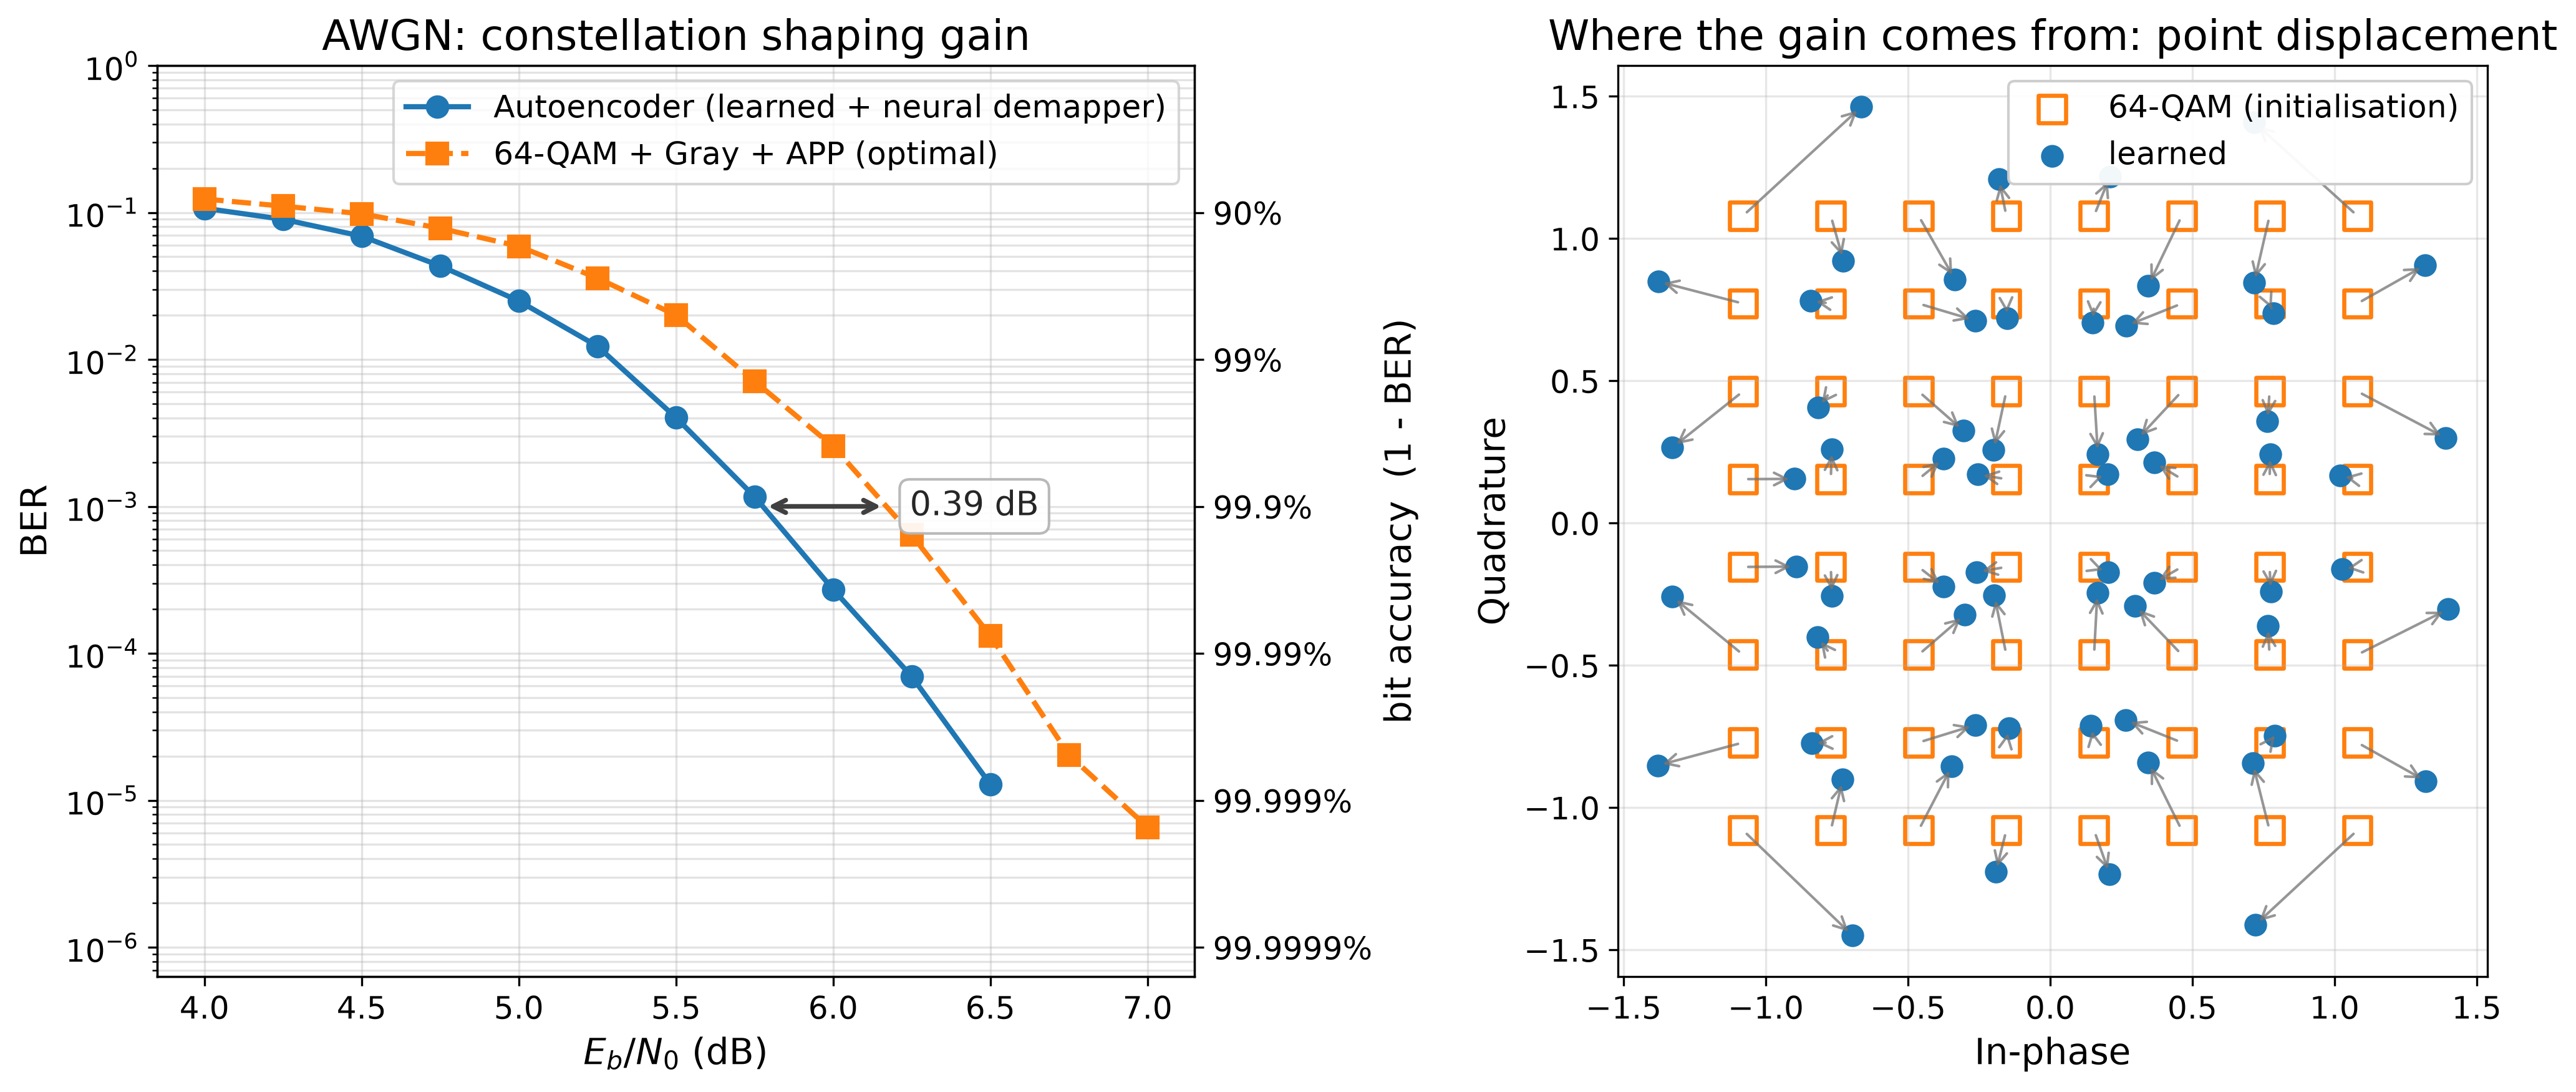 AWGN: constellation shaping gain
Autoencoder (learned + neural demapper)
64-QAM + Gray + APP (optimal)
10⁰
10⁻¹
10⁻²
10⁻³
10⁻⁴
10⁻⁵
10⁻⁶
BER
90%
99%
99.9%
99.99%
99.999%
99.9999%
bit accuracy (1 - BER)
0.39 dB
4.0 4.5 5.0 5.5 6.0 6.5 7.0
E_b/N_0 (dB)
Where the gain comes from: point displacement
64-QAM (initialisation)
learned
1.5
1.0
0.5
0.0
−0.5
−1.0
−1.5
Quadrature
−1.5 −1.0 −0.5 0.0 0.5 1.0 1.5
In-phase